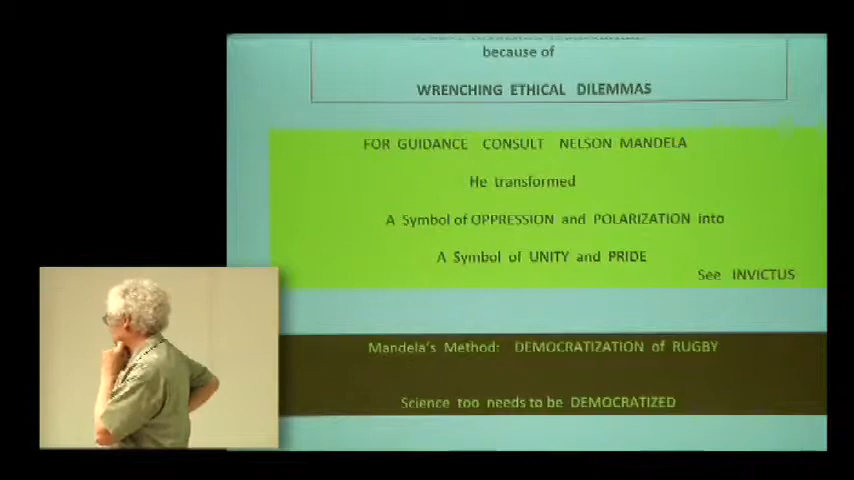 because of
WRENCHING ETHICAL DILEMMAS
FOR GUIDANCE CONSULT NELSON MANDELA
He transformed
A Symbol of OPPRESSION and POLARIZATION into
A Symbol of UNITY and PRIDE
See INVICTUS
Mandela's Method: DEMOCRATIZATION of RUGBY
Science too needs to be DEMOCRATIZED